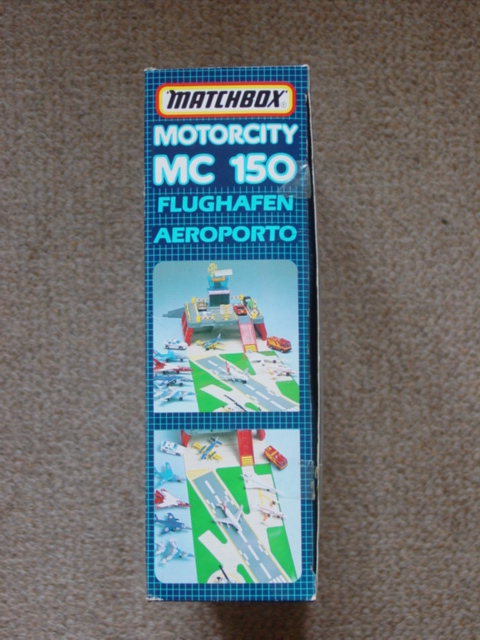 "MATCHBOX"
MOTORCITY
MC 150
FLUGHAFEN
AEROPORTO